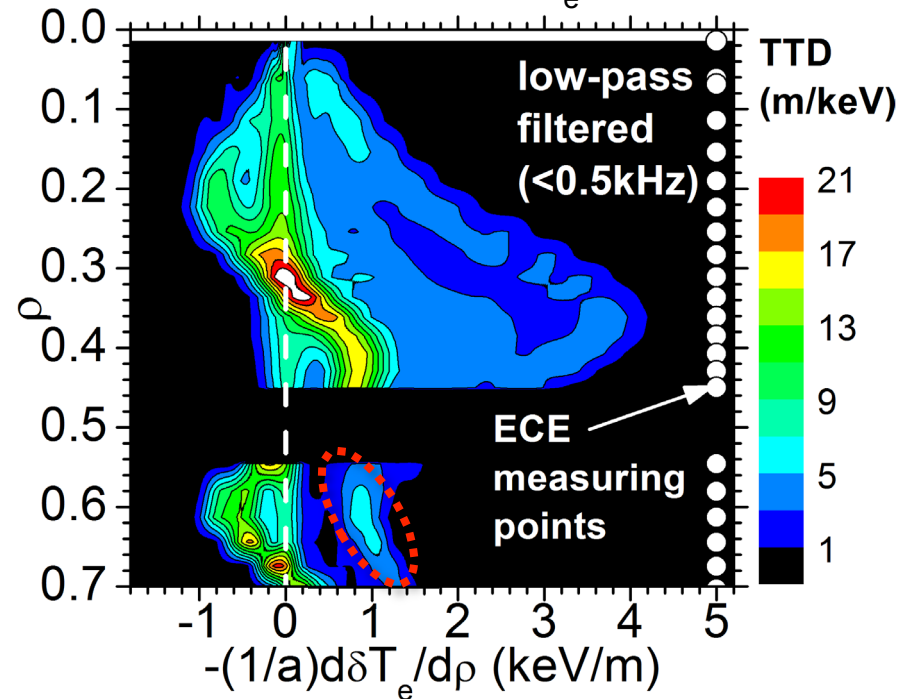 e
0.0
0.1
0.2
0.3
0.4
0.5
0.6
0.7
ρ
low-pass
filtered
(<0.5kHz)
ECE
measuring
points
TTD
(m/keV)
21
17
13
9
5
1
-1 0 1 2 3 4 5
-(1/a)dδTe/dρ (keV/m)